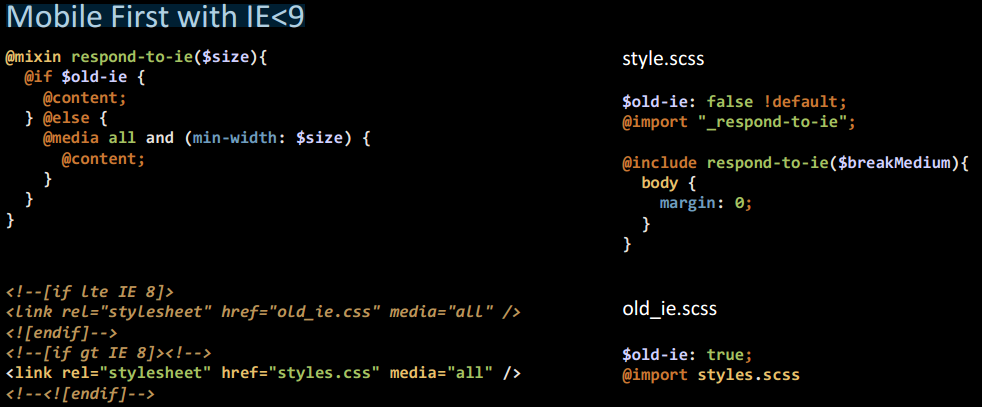 Mobile First with IE<9
@mixin respond-to-ie($size){
@if $old-ie {
@content;
} @else {
@media all and (min-width: $size) {
@content;
}
}
}
style.scss
$old-ie: false !default;
@import "_respond-to-ie";
@include respond-to-ie($breakMedium){
body {
margin: 0;
}
}
<!--[if lte IE 8]>
<link rel="stylesheet" href="old_ie.css" media="all" />
<![endif]-->
<!--[if gt IE 8]><!-->
<link rel="stylesheet" href="styles.css" media="all" />
<!--<![endif]-->
old_ie.scss
$old-ie: true;
@import styles.scss